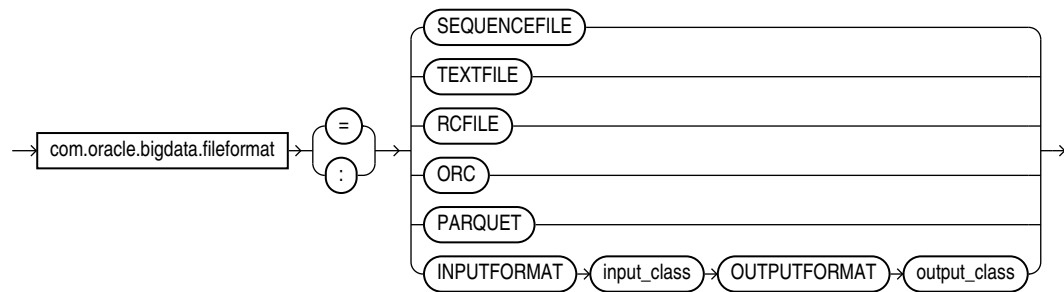 SEQUENCEFILE
TEXTFILE
RCFILE
com.oracle.bigdata.fileformat
=
:
ORC
PARQUET
INPUTFORMAT input_class OUTPUTFORMAT output_class